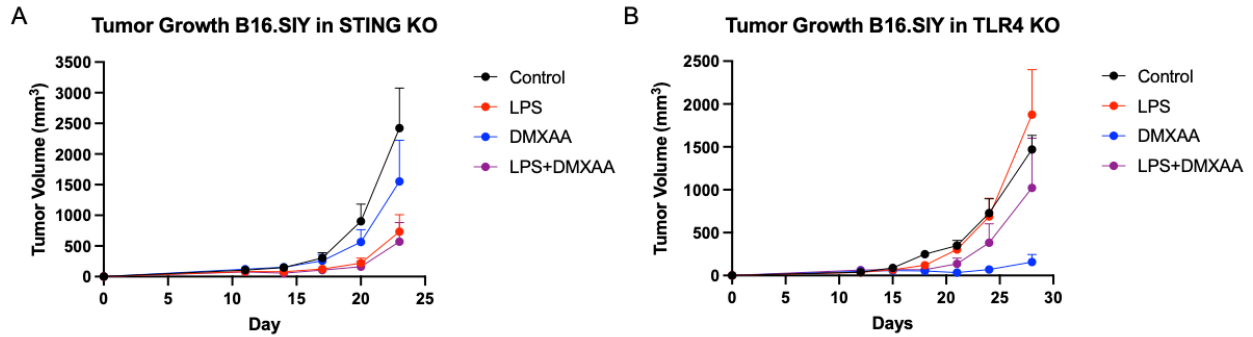 A
Tumor Growth B16.SIY in STING KO
Tumor Volume (mm³)
3500
3000
2500
2000
1500
1000
500
0
0 5 10 15 20 25
Day
Control
LPS
DMXAA
LPS+DMXAA
B
Tumor Growth B16.SIY in TLR4 KO
Tumor Volume (mm³)
2500
2000
1500
1000
500
0
0 5 10 15 20 25 30
Days
Control
LPS
DMXAA
LPS+DMXAA